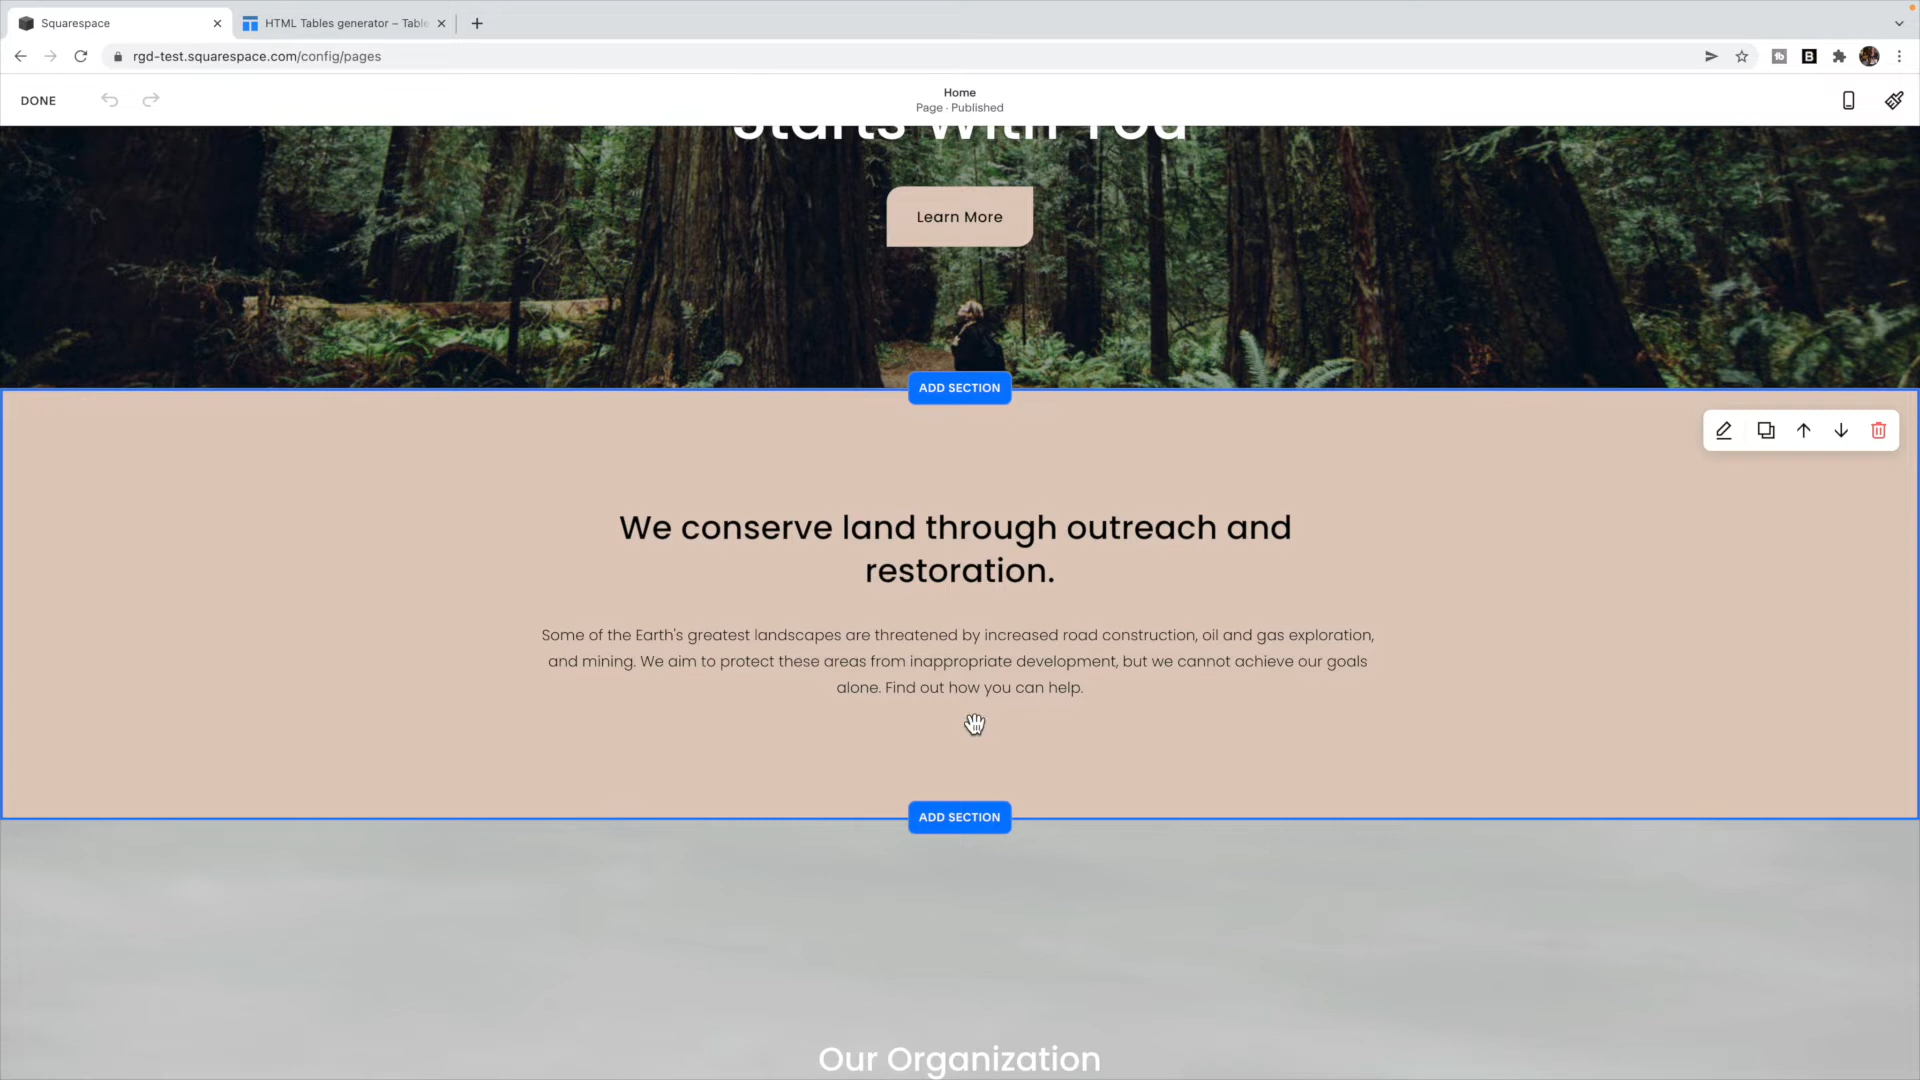 Squarespace
HTML Tables generator – Table
rgd-test.squarespace.com/config/pages
DONE
Home
Page · Published
Starts With You
Learn More
ADD SECTION
We conserve land through outreach and
restoration.
Some of the Earth's greatest landscapes are threatened by increased road construction, oil and gas exploration,
and mining. We aim to protect these areas from inappropriate development, but we cannot achieve our goals
alone. Find out how you can help.
ADD SECTION
Our Organization